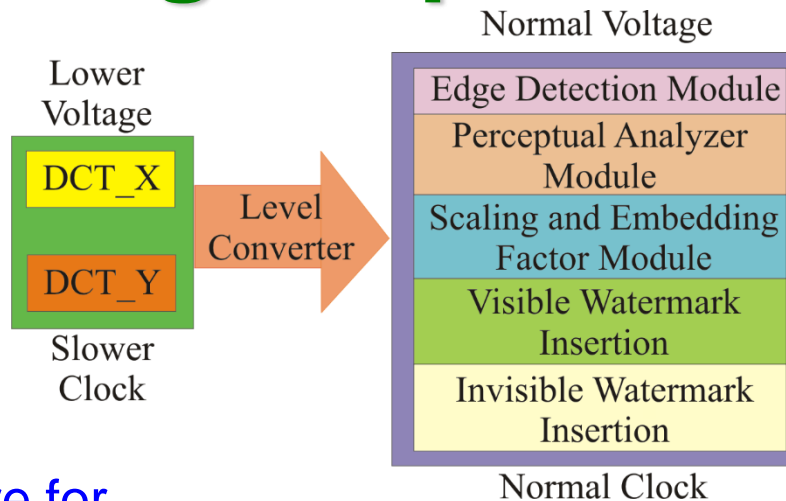 Lower
Voltage
DCT_X
DCT_Y
Slower
Clock
Level
Converter
Normal Voltage
Edge Detection Module
Perceptual Analyzer
Module
Scaling and Embedding
Factor Module
Visible Watermark
Insertion
Invisible Watermark
Insertion
Normal Clock
for